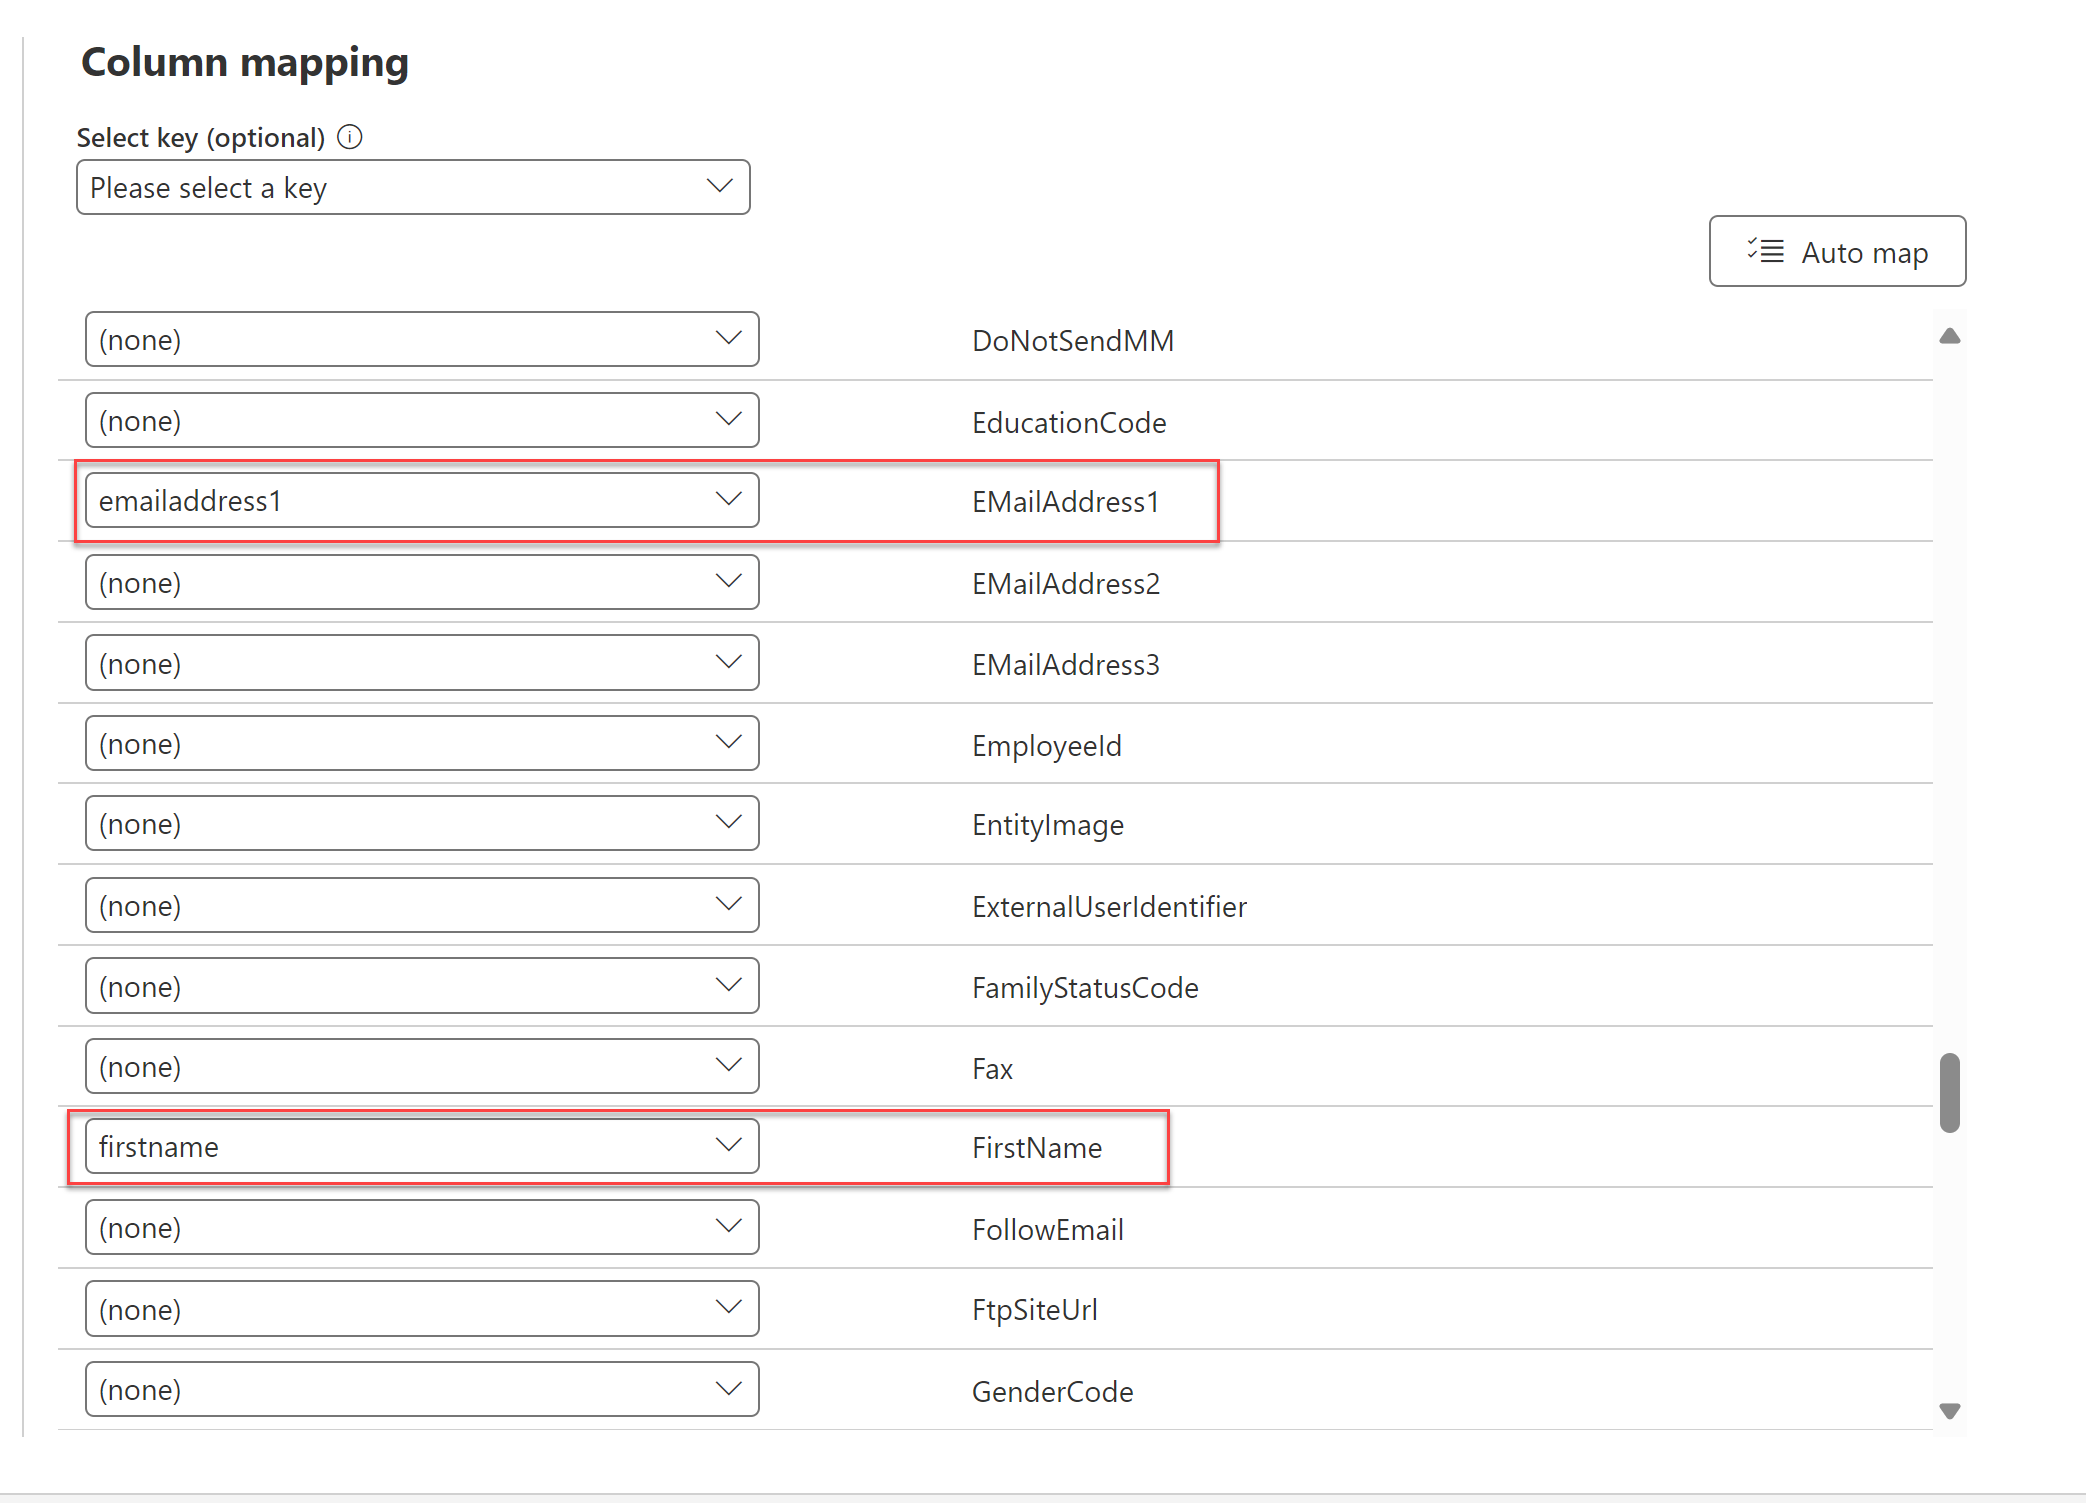 Column mapping
Select key (optional)
Please select a key
Auto map
(none) DoNotSendMM
(none) EducationCode
emailaddress1 EMailAddress1
(none) EMailAddress2
(none) EMailAddress3
(none) EmployeeId
(none) EntityImage
(none) ExternalUserIdentifier
(none) FamilyStatusCode
(none) Fax
firstname FirstName
(none) FollowEmail
(none) FtpSiteUrl
(none) GenderCode